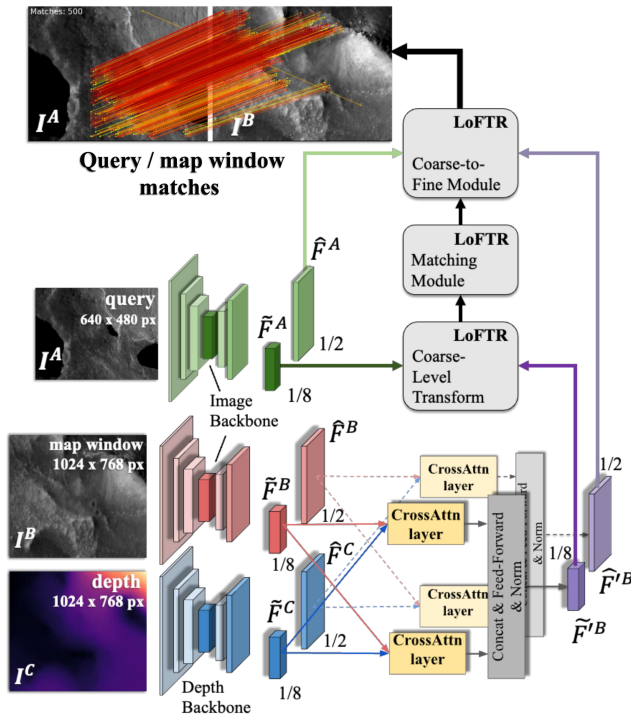 Matches: 500
I^A
I^B
Query / map window
matches
LoFTR
Coarse-to-
Fine Module
LoFTR
Matching
Module
LoFTR
Coarse-
Level
Transform
query
640 x 480 px
I^A
F̂^A
F̃^A
1/2
1/8
Image
Backbone
map window
1024 x 768 px
I^B
F̂^B
F̃^B
1/2
1/8
depth
1024 x 768 px
I^C
F̂^C
F̃^C
1/2
1/8
Depth
Backbone
CrossAttn
layer
CrossAttn
layer
CrossAttn
layer
CrossAttn
layer
Concat & Feed-Forward
& Norm
& Norm
1/2
1/8
F̂'^B
F̃'^B